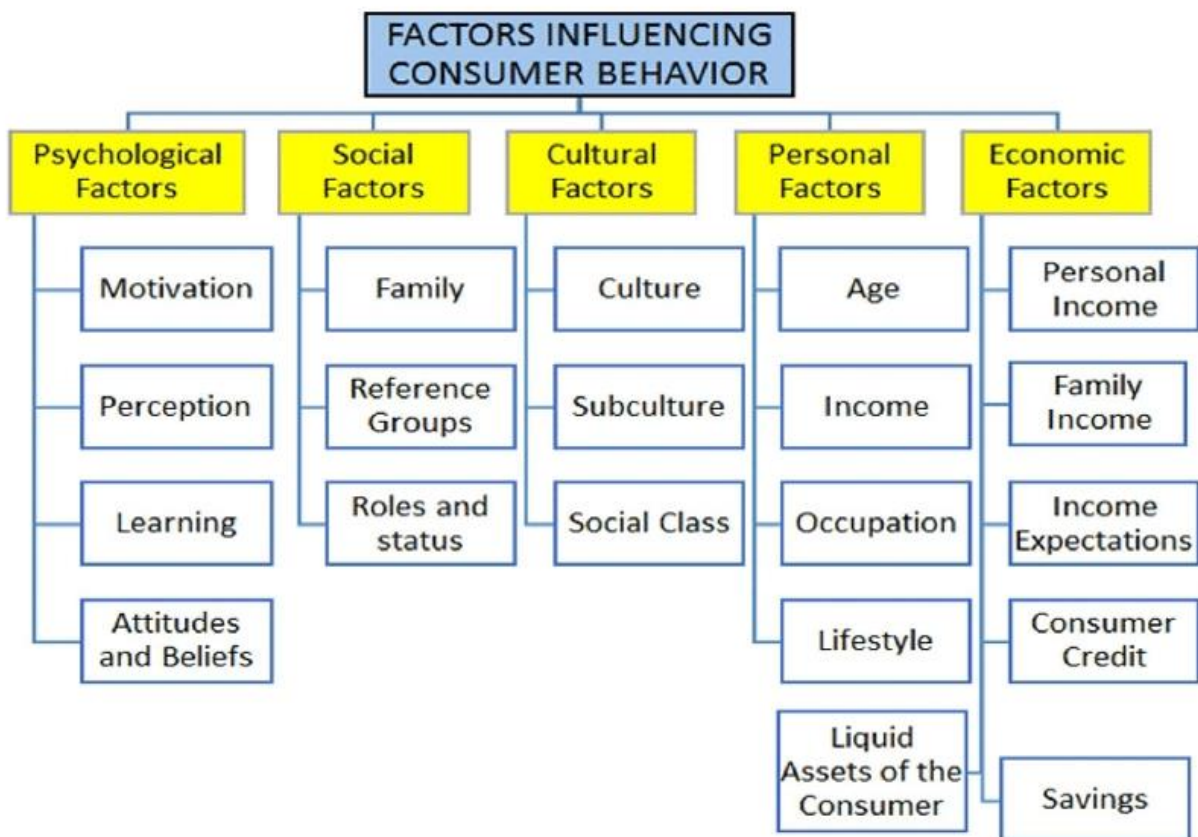 FACTORS INFLUENCING
CONSUMER BEHAVIOR
Psychological
Factors
Motivation
Perception
Learning
Attitudes
and Beliefs
Social
Factors
Family
Reference
Groups
Roles and
status
Cultural
Factors
Culture
Subculture
Social Class
Personal
Factors
Age
Income
Occupation
Lifestyle
Economic
Factors
Personal
Income
Family
Income
Income
Expectations
Consumer
Credit
Liquid
Assets of the
Consumer
Savings